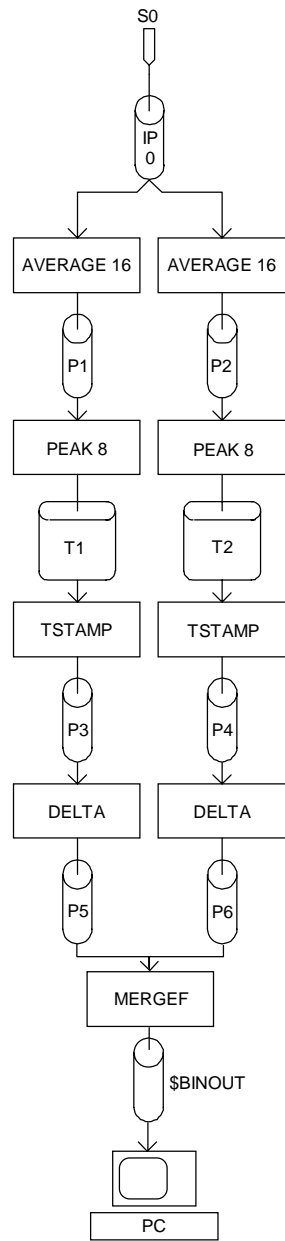 S0
IP
0
AVERAGE 16
AVERAGE 16
P1
P2
PEAK 8
PEAK 8
T1
T2
TSTAMP
TSTAMP
P3
P4
DELTA
DELTA
P5
P6
MERGEF
$BINOUT
PC